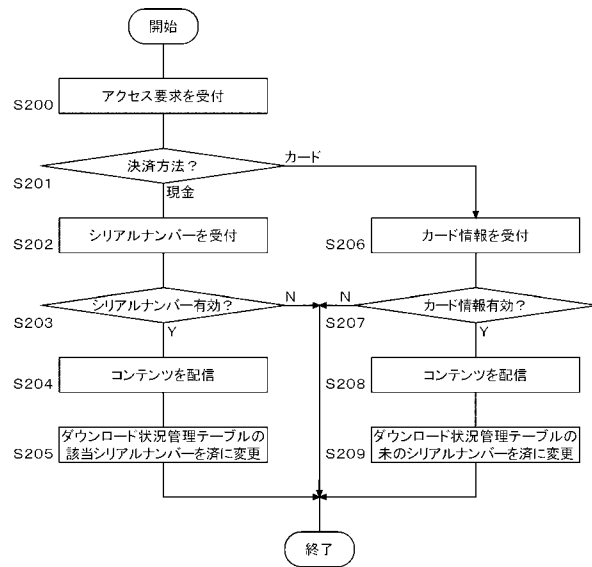 開始
S200
アクセス要求を受付
S201
決済方法？
カード
現金
S202
シリアルナンバーを受付
S206
カード情報を受付
S203
シリアルナンバー有効？
N
Y
S207
カード情報有効？
N
Y
S204
コンテンツを配信
S208
コンテンツを配信
S205
ダウンロード状況管理テーブルの
該当シリアルナンバーを済に変更
S209
ダウンロード状況管理テーブルの
未のシリアルナンバーを済に変更
終了